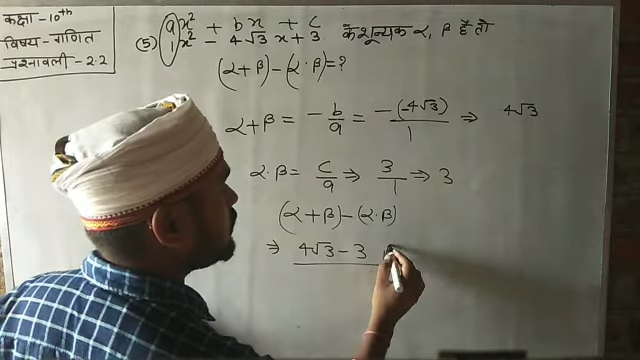 कक्षा - 10th
विषय - गणित
प्रश्नावली - 2.2
ax² + bx + c
(5) 1x² - 4√3 x + 3 के शून्यक α, β हैं तो
(α + β) - (α · β) = ?
α + β = - b/a = -(-4√3)/1 ⇒ 4√3
α · β = c/a ⇒ 3/1 ⇒ 3
(α + β) - (α · β)
⇒ 4√3 - 3